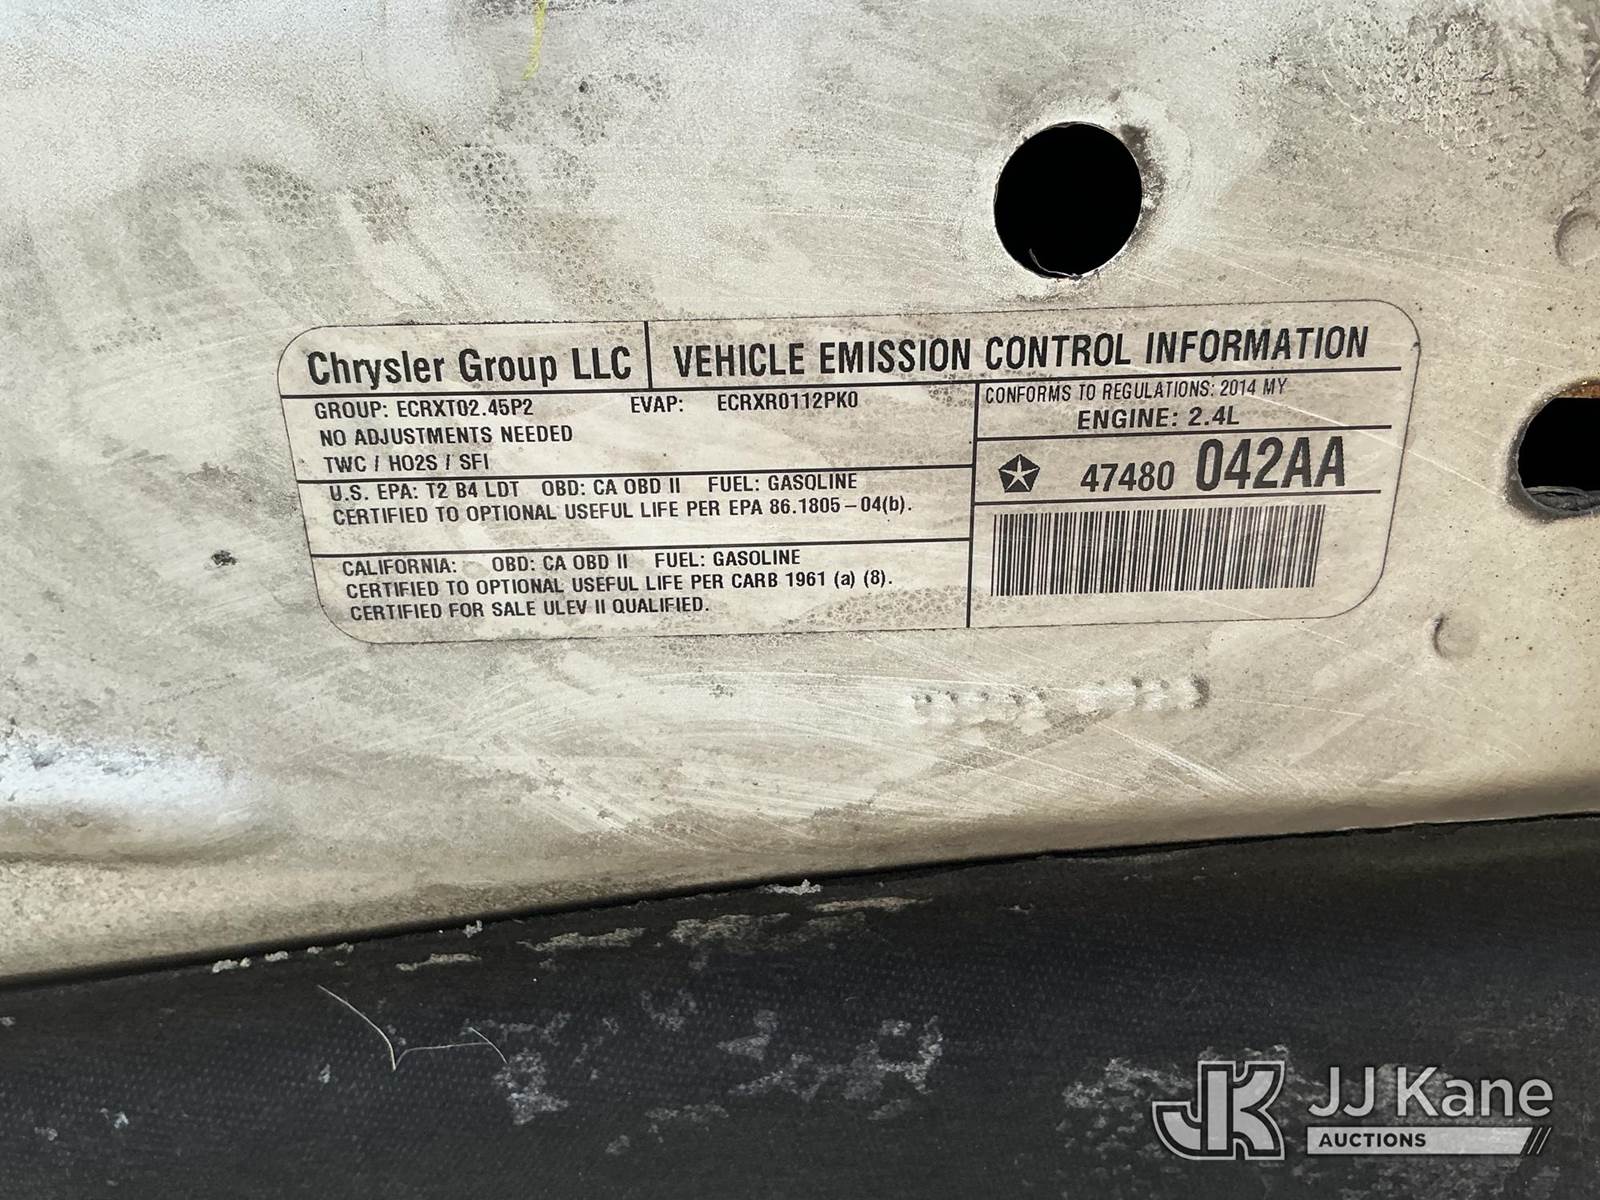 Chrysler Group LLC
VEHICLE EMISSION CONTROL INFORMATION
GROUP: ECRXT02.45P2 EVAP: ECRXR0112PK0
NO ADJUSTMENTS NEEDED
TWC / HO2S / SFI
U.S. EPA: T2 B4 LDT OBD: CA OBD II FUEL: GASOLINE
CERTIFIED TO OPTIONAL USEFUL LIFE PER EPA 86.1805-04(b).
CALIFORNIA: OBD: CA OBD II FUEL: GASOLINE
CERTIFIED TO OPTIONAL USEFUL LIFE PER CARB 1961 (a) (8).
CERTIFIED FOR SALE ULEV II QUALIFIED.
CONFORMS TO REGULATIONS: 2014 MY
ENGINE: 2.4L
47480 042AA
JK JJ Kane
AUCTIONS